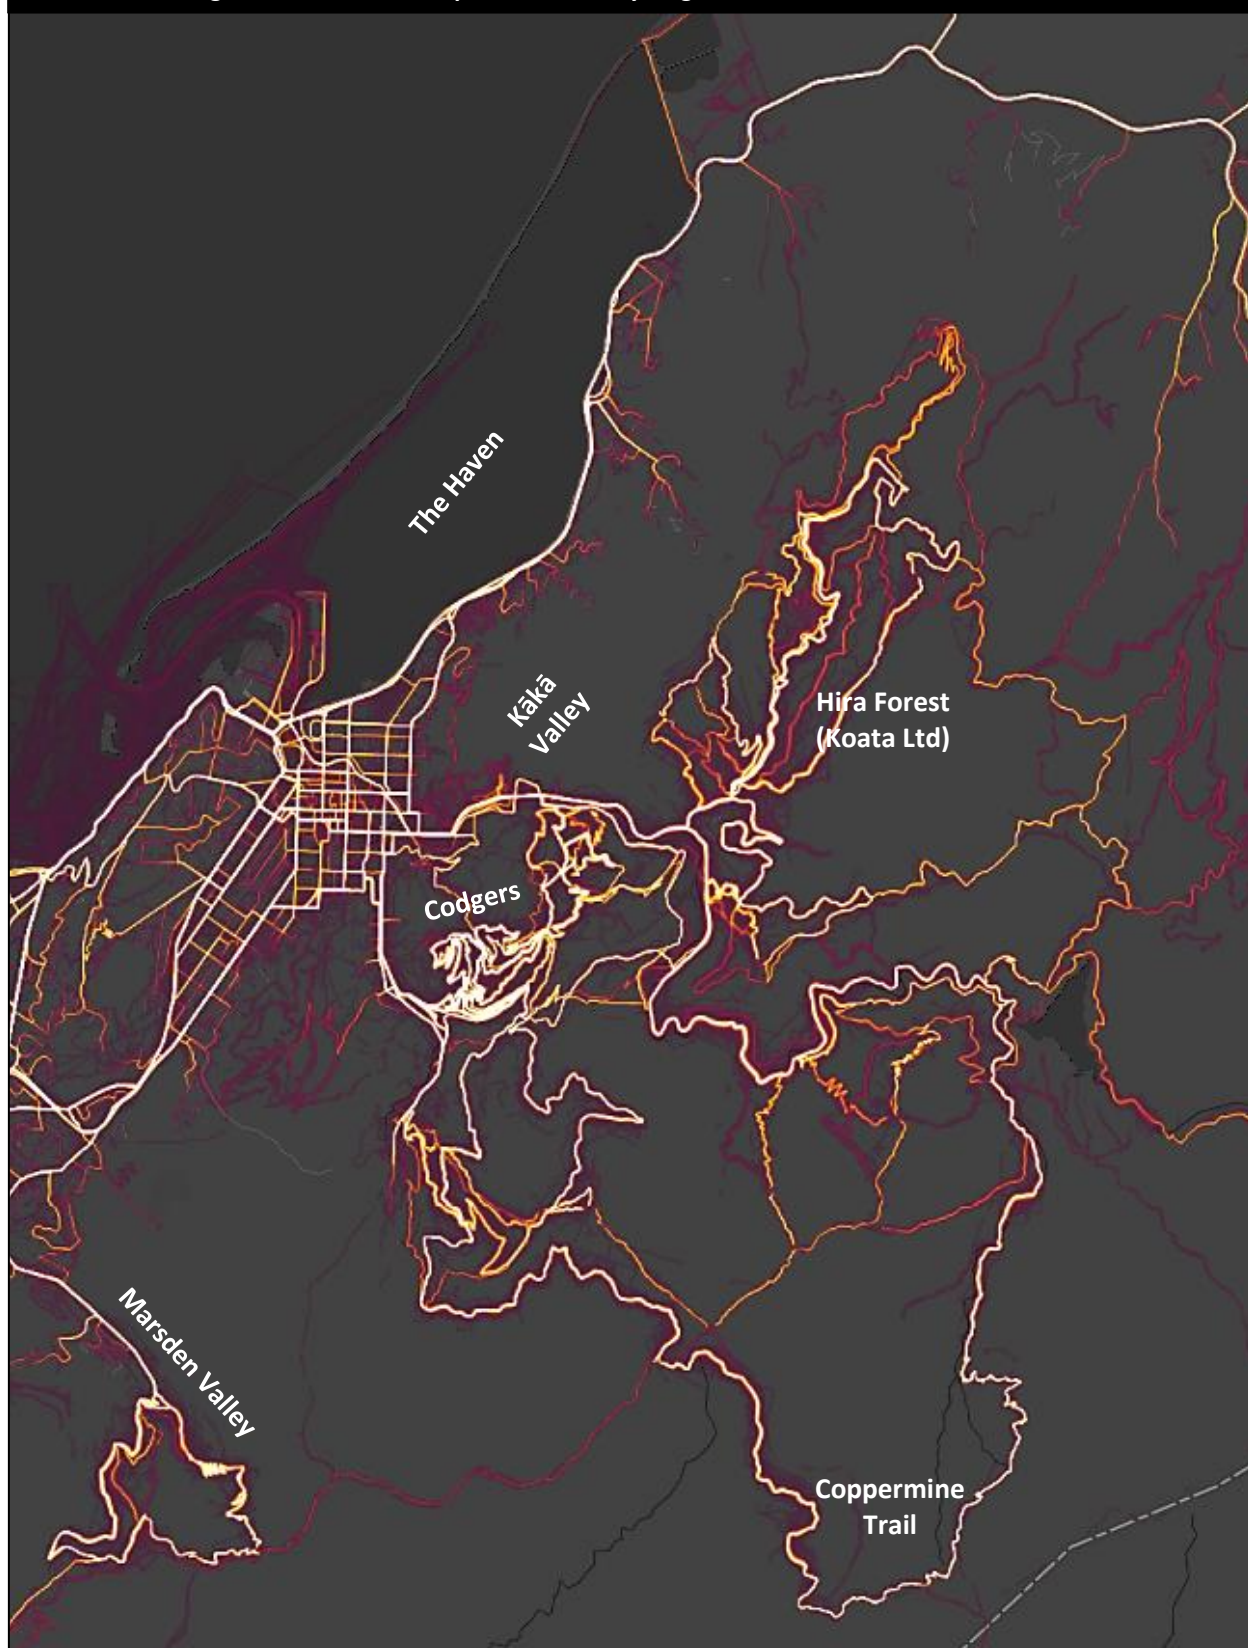 The Haven
Kākā
Valley
Hira Forest
(Koata Ltd)
Codgers
Marsden Valley
Coppermine
Trail